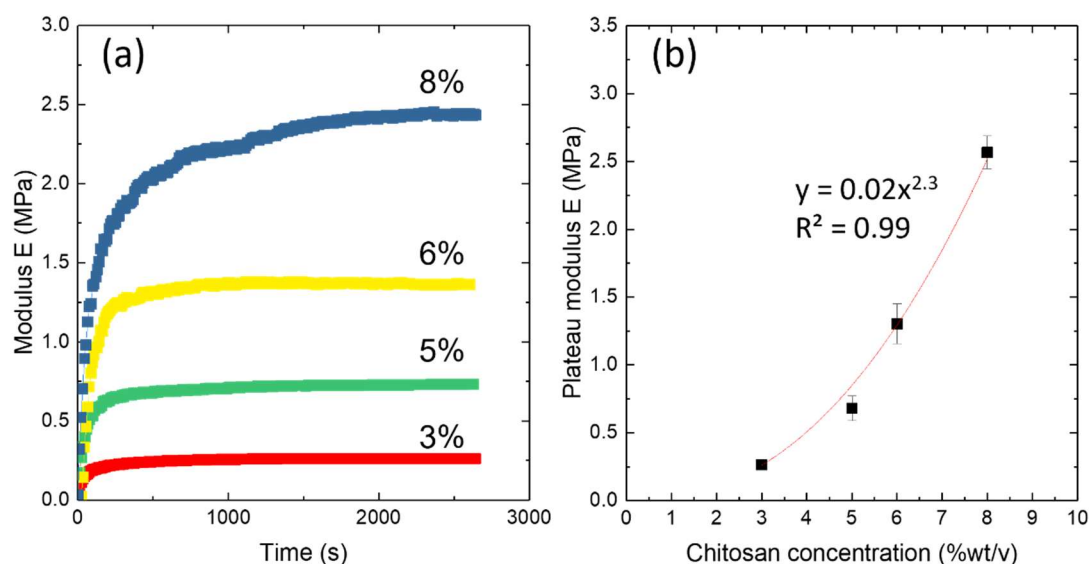 (a)
3.0
2.5
2.0
1.5
1.0
0.5
0.0
Modulus E (MPa)
8%
6%
5%
3%
0 1000 2000 3000
Time (s)
(b)
3.5
3.0
2.5
2.0
1.5
1.0
0.5
0.0
Plateau modulus E (MPa)
y = 0.02x^2.3
R² = 0.99
0 1 2 3 4 5 6 7 8 9 10
Chitosan concentration (%wt/v)